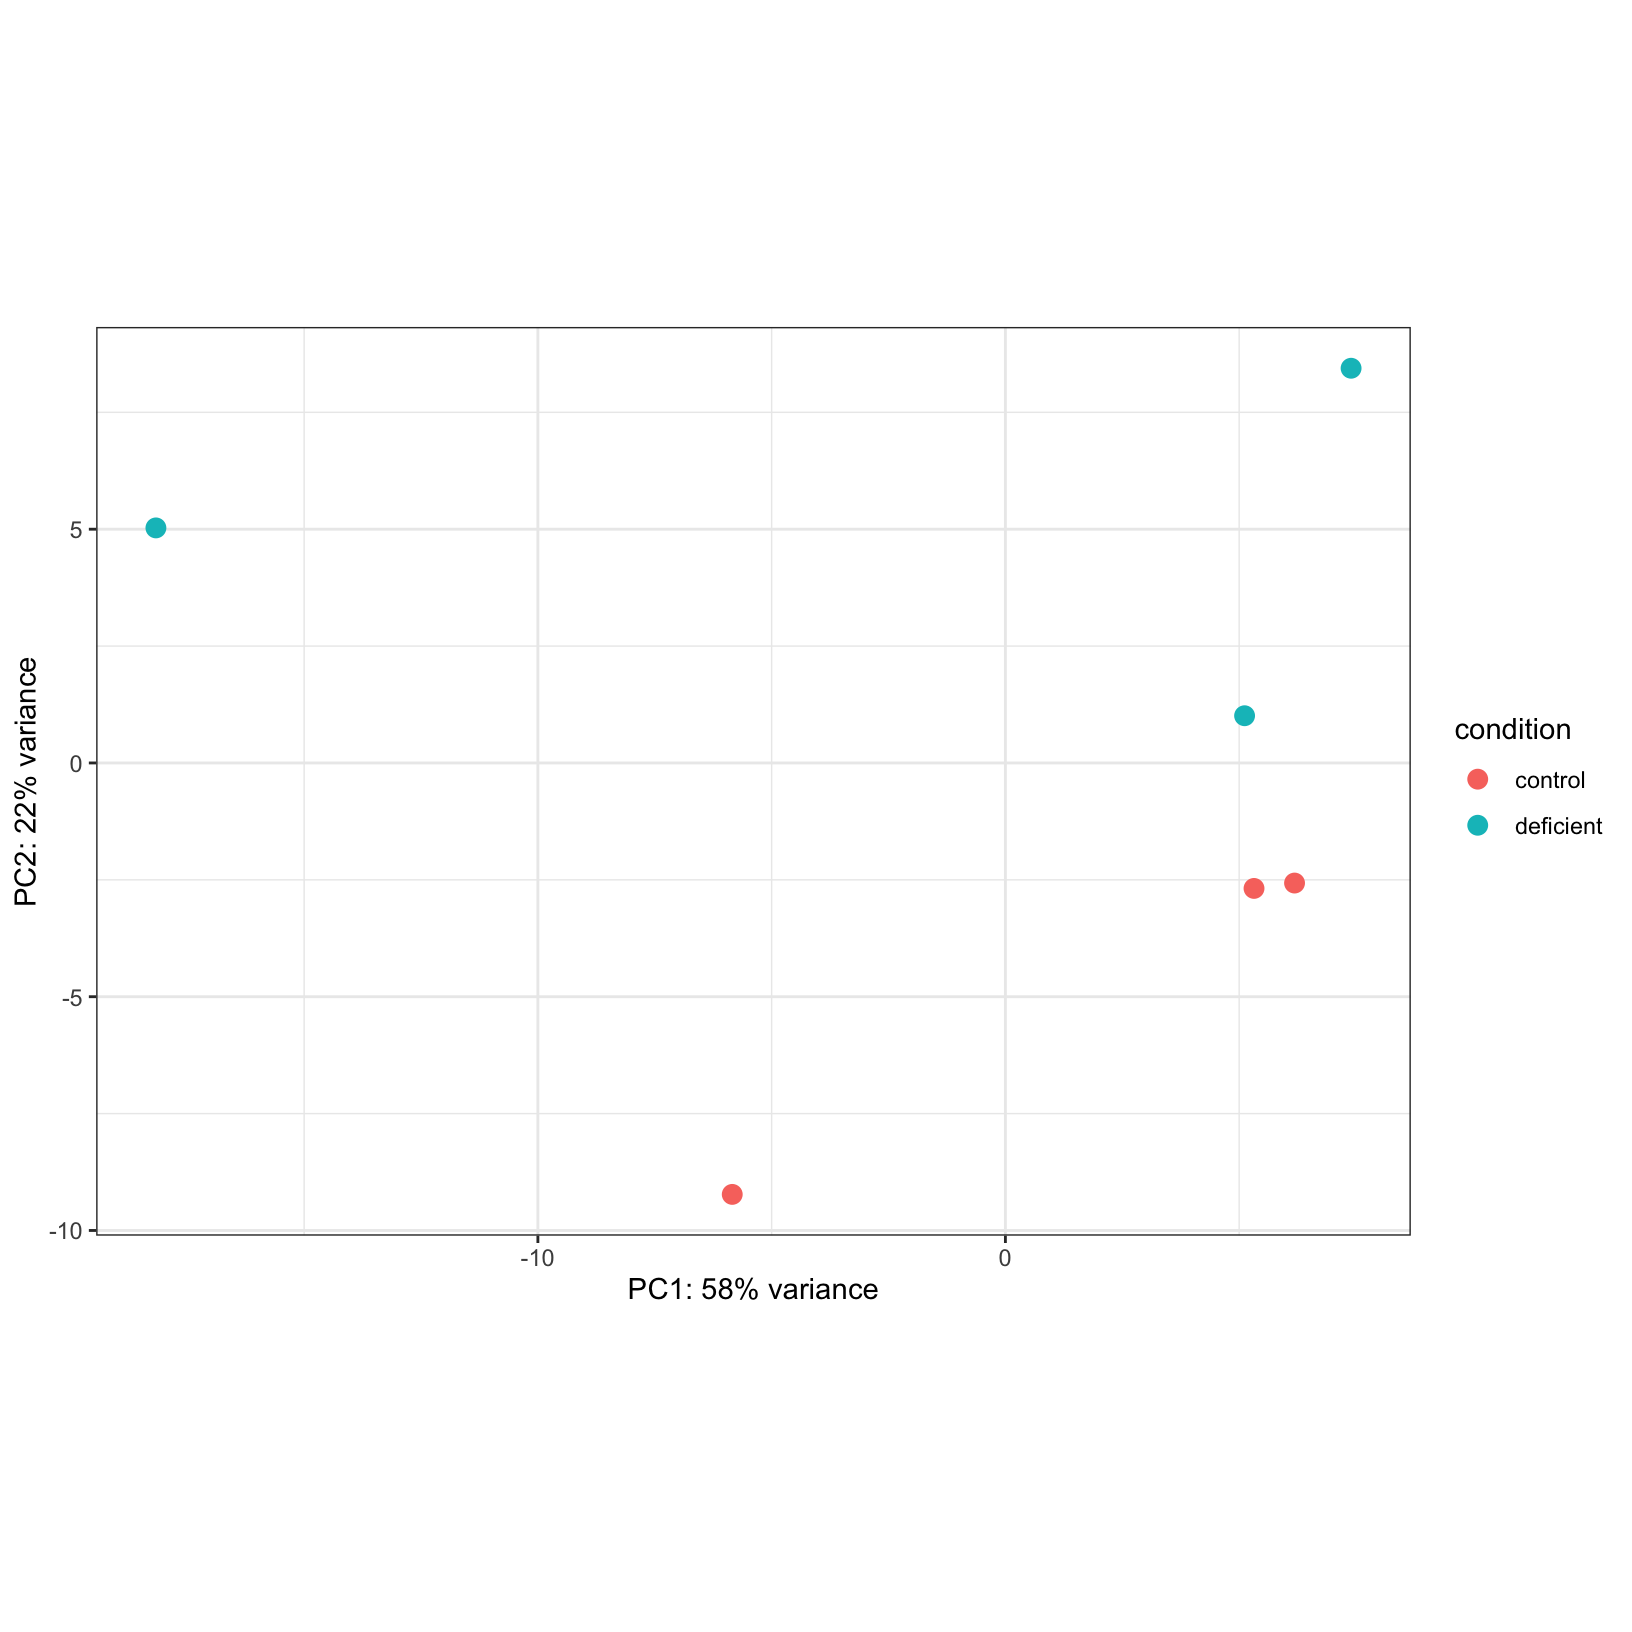 PC2: 22% variance
5
0
-5
-10
-10
0
PC1: 58% variance
condition
control
deficient